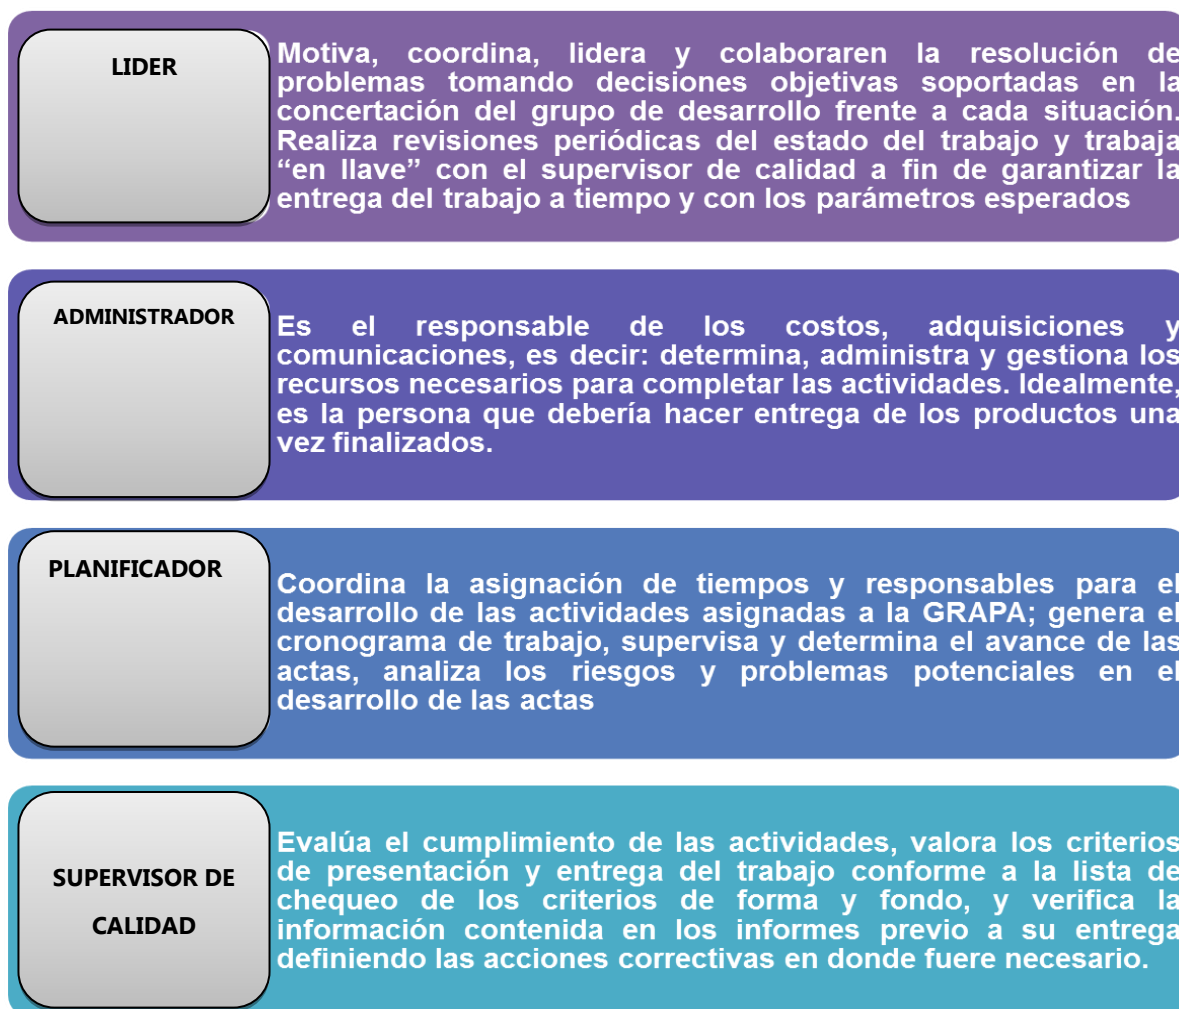 LIDER
Motiva, coordina, lidera y colaboraren la resolución de
problemas tomando decisiones objetivas soportadas en la
concertación del grupo de desarrollo frente a cada situación.
Realiza revisiones periódicas del estado del trabajo y trabaja
“en llave” con el supervisor de calidad a fin de garantizar la
entrega del trabajo a tiempo y con los parámetros esperados
ADMINISTRADOR
Es el responsable de los costos, adquisiciones y
comunicaciones, es decir: determina, administra y gestiona los
recursos necesarios para completar las actividades. Idealmente,
es la persona que debería hacer entrega de los productos una
vez finalizados.
PLANIFICADOR
Coordina la asignación de tiempos y responsables para el
desarrollo de las actividades asignadas a la GRAPA; genera el
cronograma de trabajo, supervisa y determina el avance de las
actas, analiza los riesgos y problemas potenciales en el
desarrollo de las actas
SUPERVISOR DE
CALIDAD
Evalúa el cumplimiento de las actividades, valora los criterios
de presentación y entrega del trabajo conforme a la lista de
chequeo de los criterios de forma y fondo, y verifica la
información contenida en los informes previo a su entrega
definiendo las acciones correctivas en donde fuere necesario.